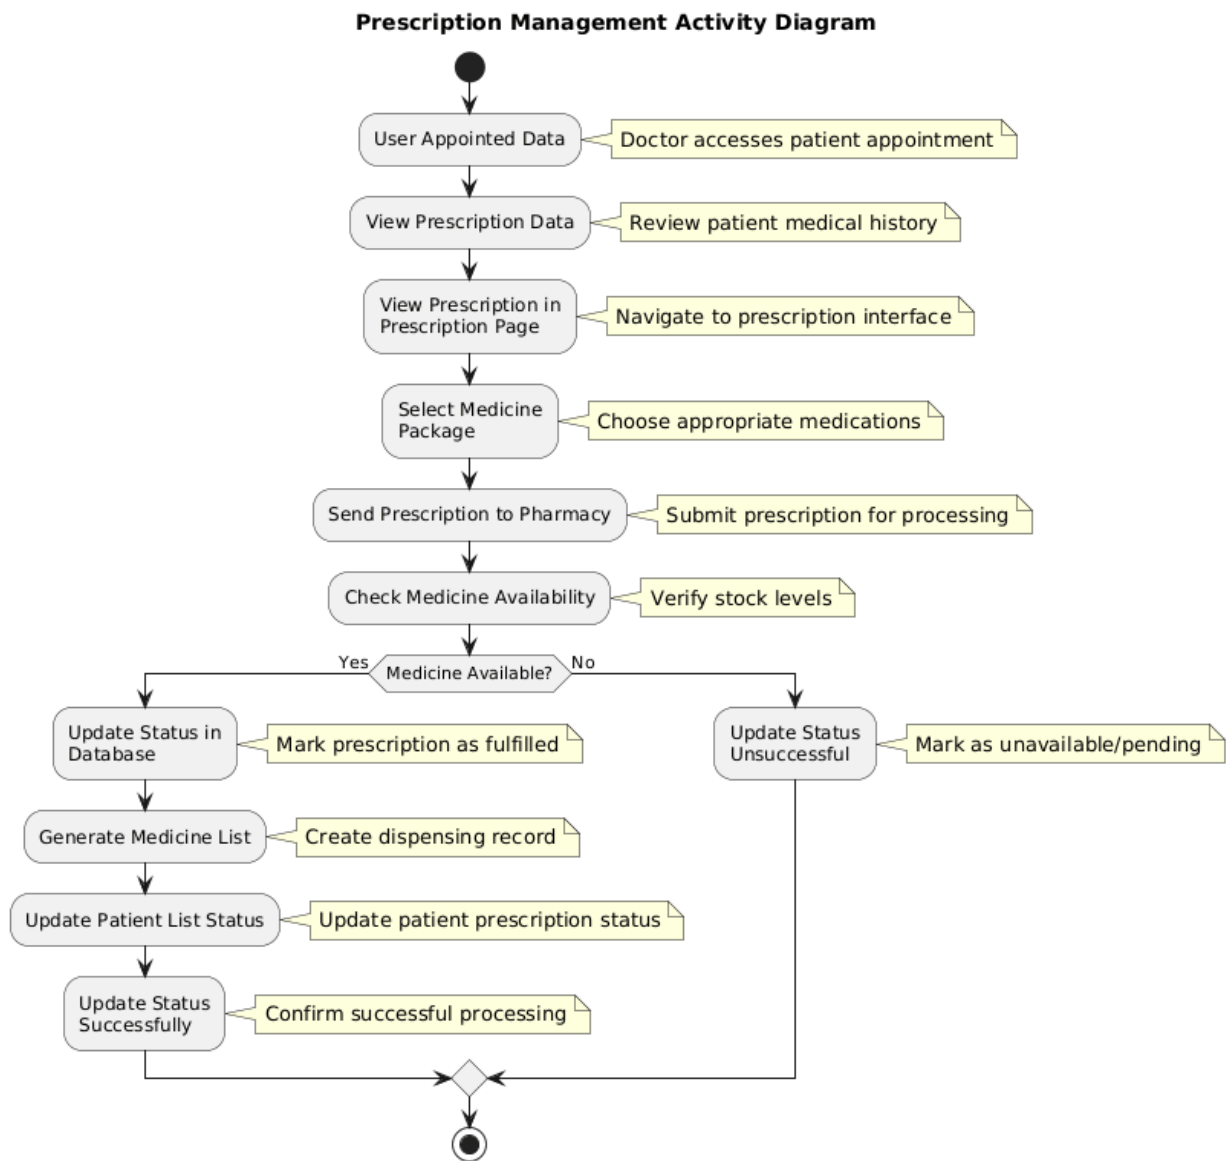 Prescription Management Activity Diagram
User Appointed Data
Doctor accesses patient appointment
View Prescription Data
Review patient medical history
View Prescription in
Prescription Page
Navigate to prescription interface
Select Medicine
Package
Choose appropriate medications
Send Prescription to Pharmacy
Submit prescription for processing
Check Medicine Availability
Verify stock levels
Yes
Medicine Available?
No
Update Status in
Database
Mark prescription as fulfilled
Update Status
Unsuccessful
Mark as unavailable/pending
Generate Medicine List
Create dispensing record
Update Patient List Status
Update patient prescription status
Update Status
Successfully
Confirm successful processing